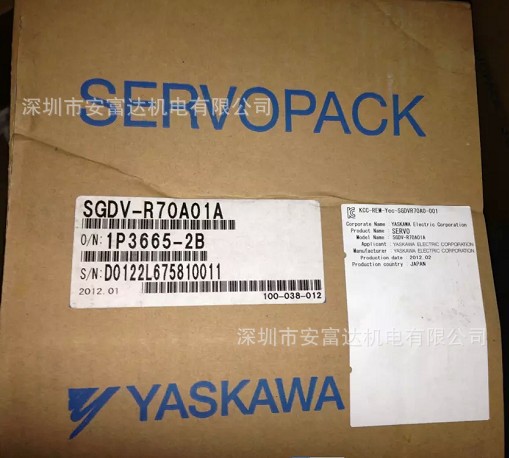 SERVOPACK
深圳市安富达机电有限公司
SGDV-R70A01A
O/N: 1P3665-2B
S/N: D0122L675810011
2012.01
100-038-012
KCC-REM-Yec-SGDVR70A0-001
Corporate Name : YASKAWA Electric Corporation
Product Name : SERVO
Model Name : SGDV-R70A01A
Applicant : YASKAWA ELECTRIC CORPORATION
Manufacturer : YASKAWA ELECTRIC CORPORATION
Production date : 2012.02
Production country : JAPAN
深圳市安富达机电有限公司
YASKAWA